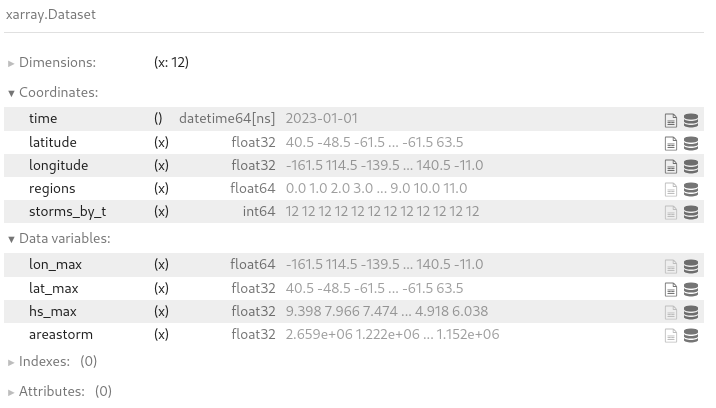 xarray.Dataset
► Dimensions: (x: 12)
▼ Coordinates:
time () datetime64[ns] 2023-01-01
latitude (x) float32 40.5 -48.5 -61.5 ... -61.5 63.5
longitude (x) float32 -161.5 114.5 -139.5 ... 140.5 -11.0
regions (x) float64 0.0 1.0 2.0 3.0 ... 9.0 10.0 11.0
storms_by_t (x) int64 12 12 12 12 12 12 12 12 12 12 12 12
▼ Data variables:
lon_max (x) float64 -161.5 114.5 -139.5 ... 140.5 -11.0
lat_max (x) float32 40.5 -48.5 -61.5 ... -61.5 63.5
hs_max (x) float32 9.398 7.966 7.474 ... 4.918 6.038
areastorm (x) float32 2.659e+06 1.222e+06 ... 1.152e+06
► Indexes: (0)
► Attributes: (0)